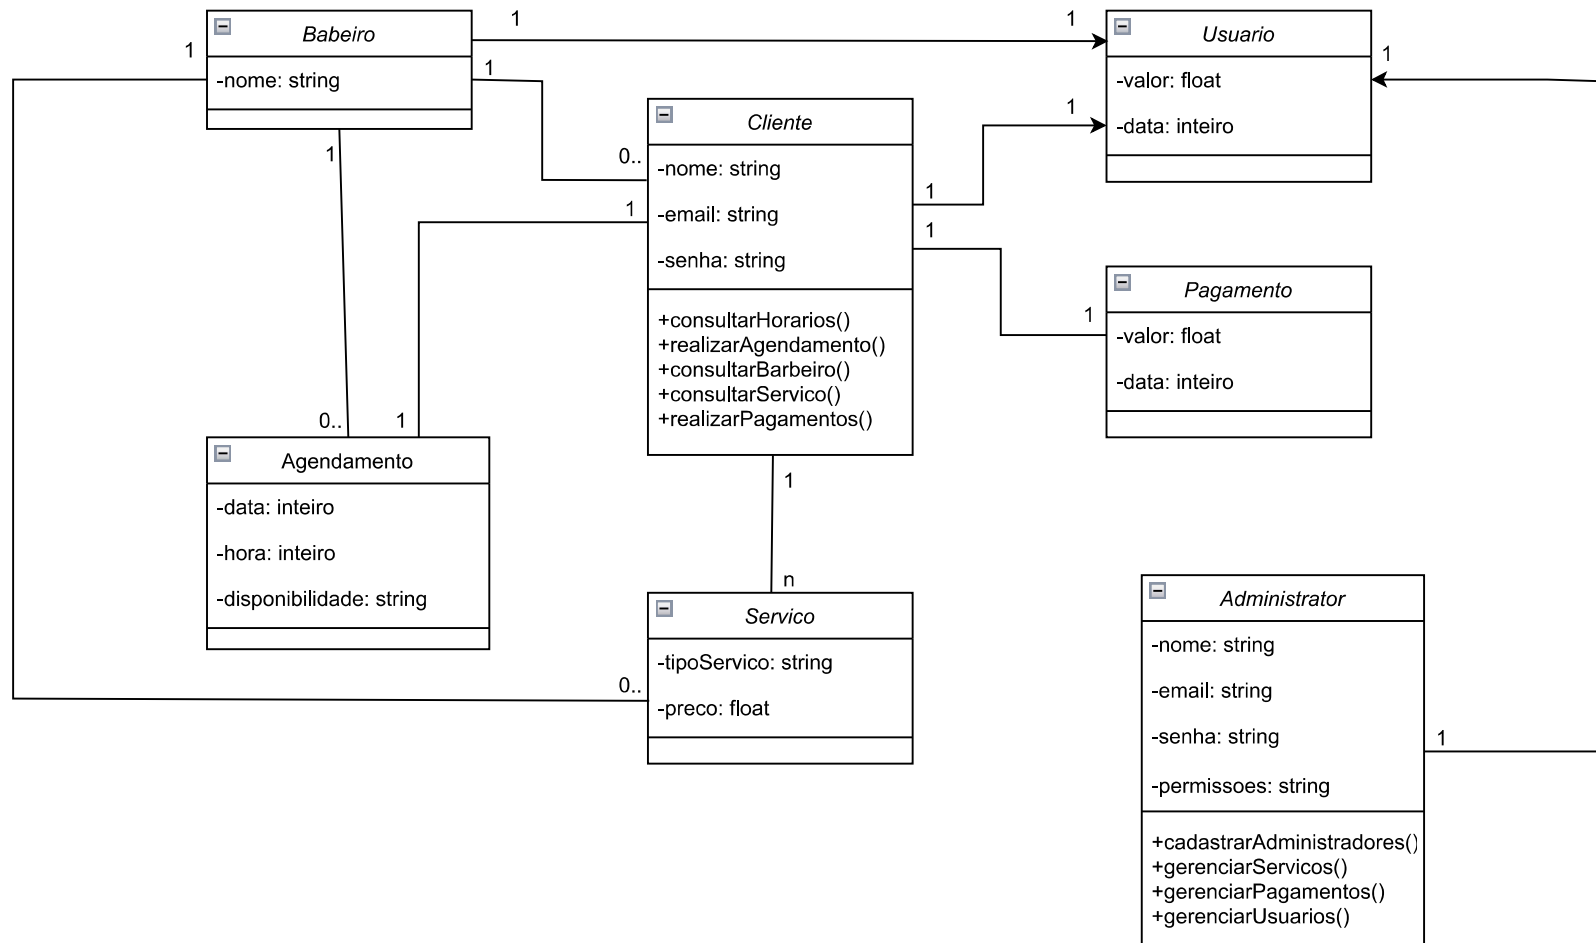 Babeiro
-nome: string
1
1
1
1
1
Usuario
-valor: float
-data: inteiro
1
1
1
Cliente
-nome: string
-email: string
-senha: string
+consultarHorarios()
+realizarAgendamento()
+consultarBarbeiro()
+consultarServico()
+realizarPagamentos()
0..
1
1
1
1
Pagamento
-valor: float
-data: inteiro
1
0..
1
Agendamento
-data: inteiro
-hora: inteiro
-disponibilidade: string
n
0..
Servico
-tipoServico: string
-preco: float
Administrator
-nome: string
-email: string
-senha: string
-permissoes: string
+cadastrarAdministradores()
+gerenciarServicos()
+gerenciarPagamentos()
+gerenciarUsuarios()
1